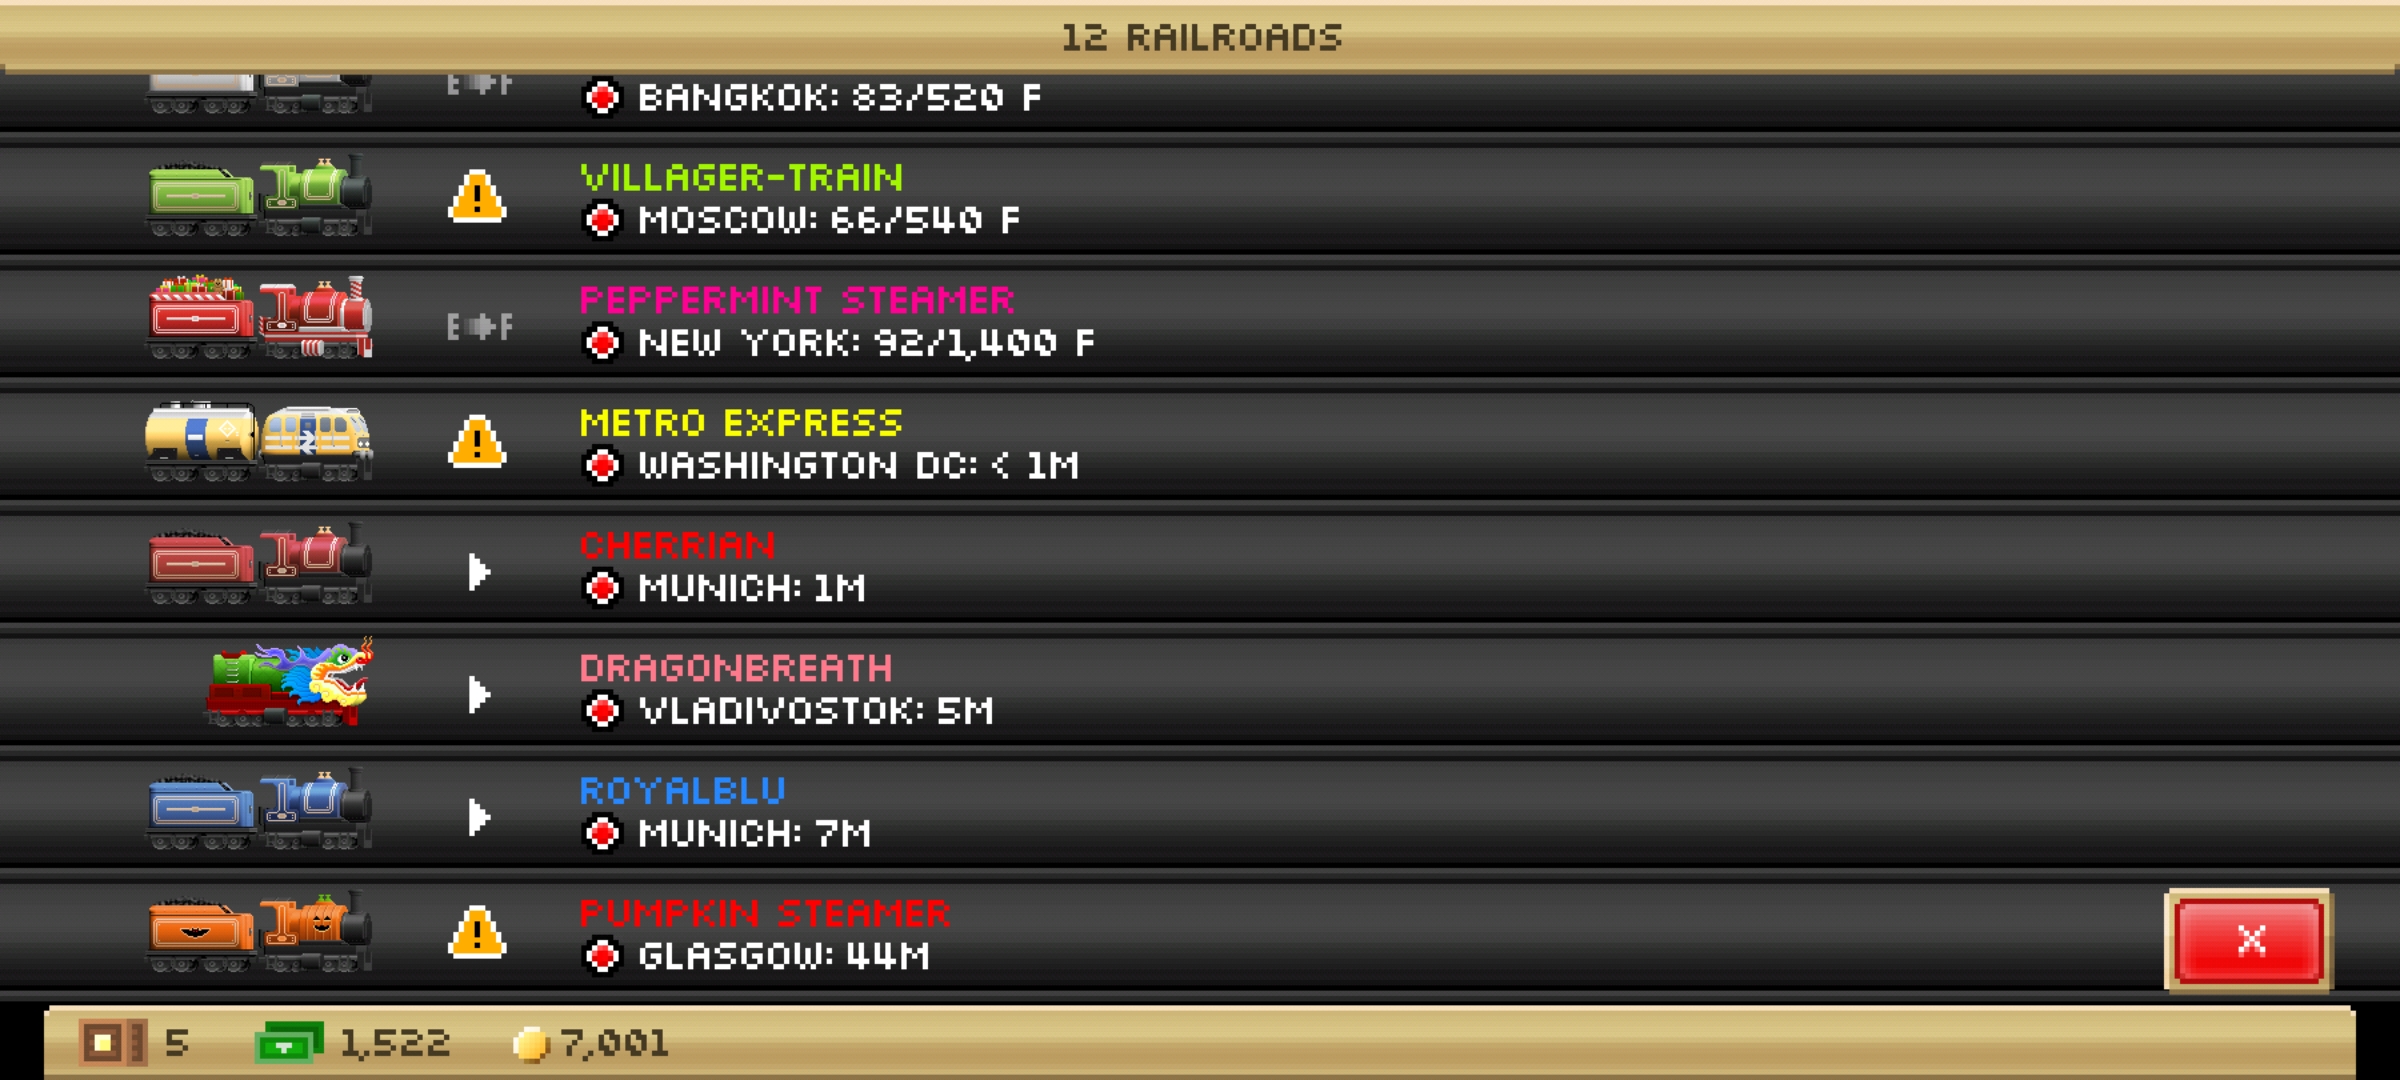 12 RAILROADS
E F
BANGKOK: 83/520 F
VILLAGER-TRAIN
MOSCOW: 66/540 F
PEPPERMINT STEAMER
E F
NEW YORK: 92/1,400 F
METRO EXPRESS
WASHINGTON DC: < 1M
CHERRIAN
MUNICH: 1M
DRAGONBREATH
VLADIVOSTOK: 5M
ROYALBLU
MUNICH: 7M
PUMPKIN STEAMER
GLASGOW: 44M
X
5 1,522 7,001